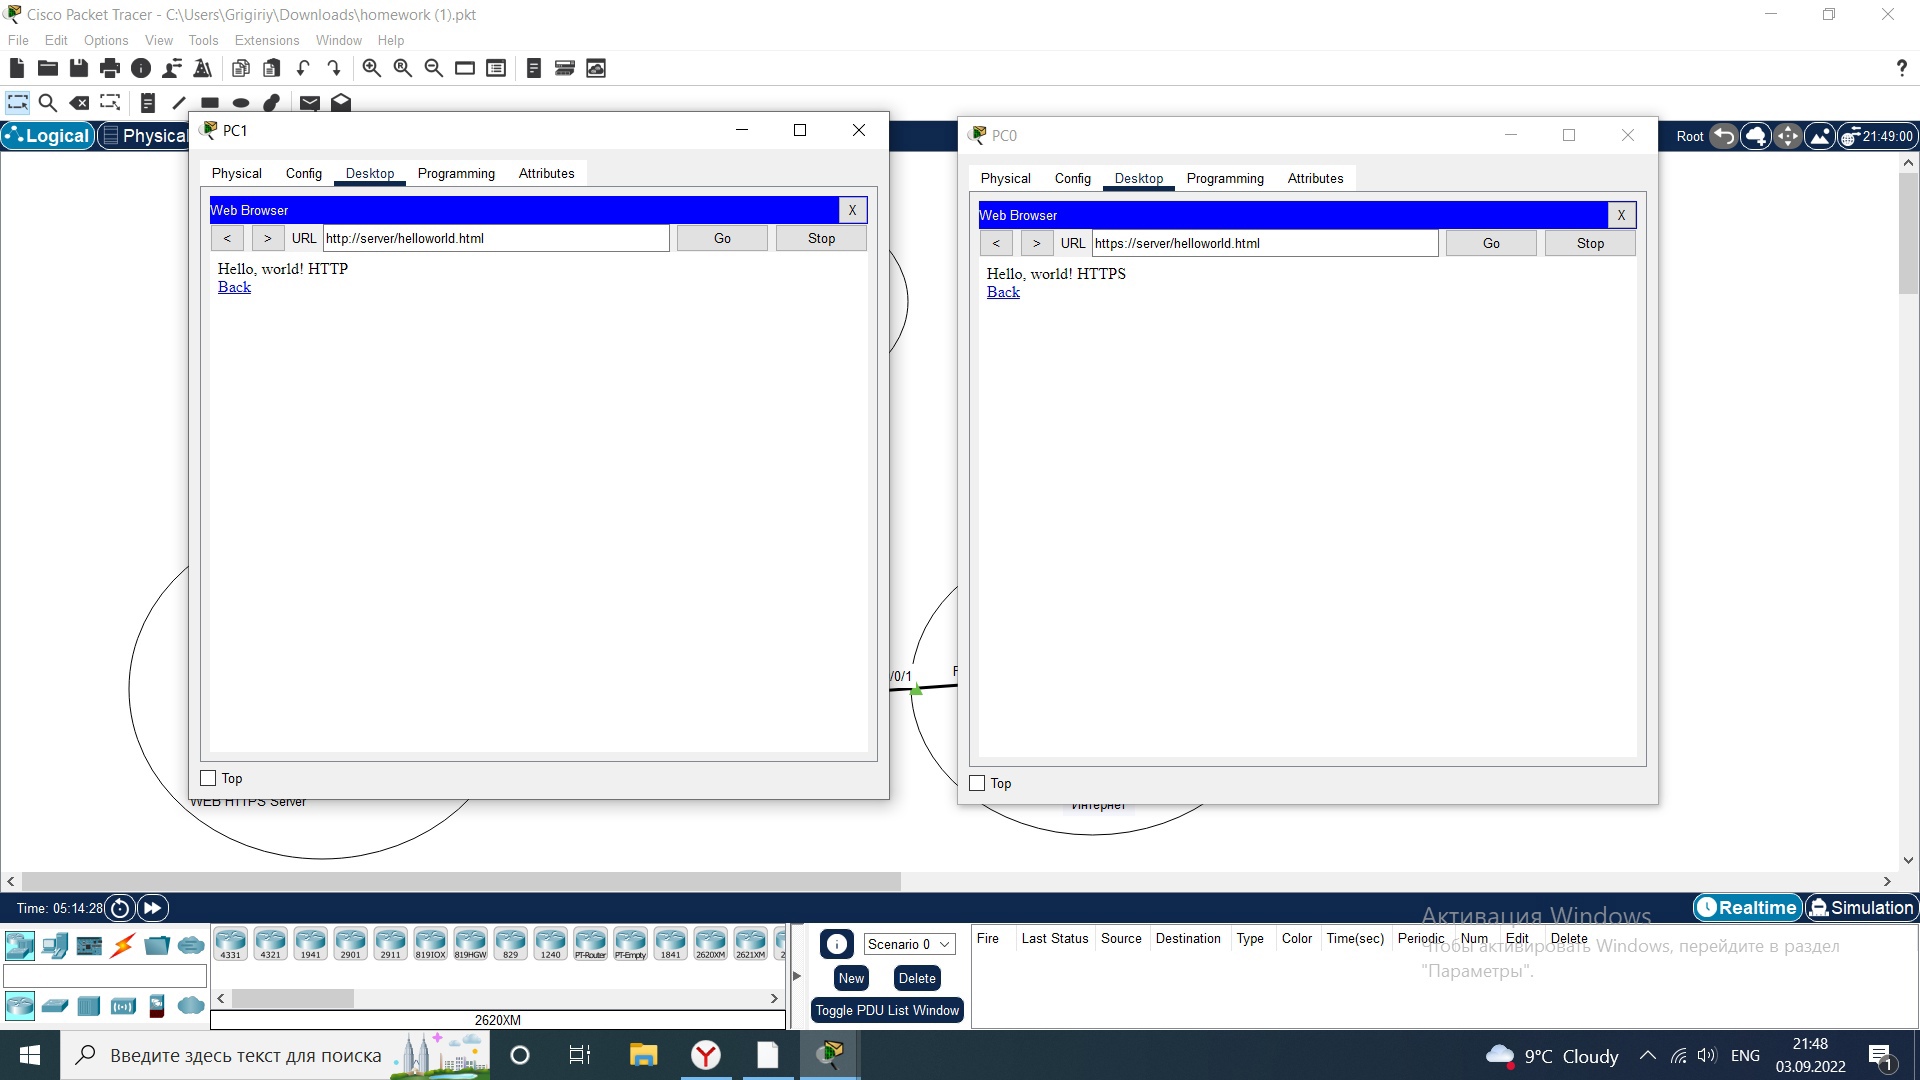 Cisco Packet Tracer - C:\Users\Grigiriy\Downloads\homework (1).pkt
File Edit Options View Tools Extensions Window Help
Logical Physical
Root 21:49:00
PC1
Physical Config Desktop Programming Attributes
Web Browser X
< > URL http://server/helloworld.html Go Stop
Hello, world! HTTP
Back
Top
PC0
Physical Config Desktop Programming Attributes
Web Browser X
< > URL https://server/helloworld.html Go Stop
Hello, world! HTTPS
Back
Top
/0/1
F
WEB HTTPS Server
Интернет
Time: 05:14:28
Realtime Simulation
4331 4321 1941 2901 2911 819IOX 819HGW 829 1240 PT-Router PT-Empty 1841 2620XM 2621XM 2
2620XM
Scenario 0
New Delete
Toggle PDU List Window
Fire Last Status Source Destination Type Color Time(sec) Periodic Num Edit Delete
Активация Windows
Чтобы активировать Windows, перейдите в раздел
"Параметры".
Введите здесь текст для поиска
9°C Cloudy
ENG
21:48
03.09.2022
1